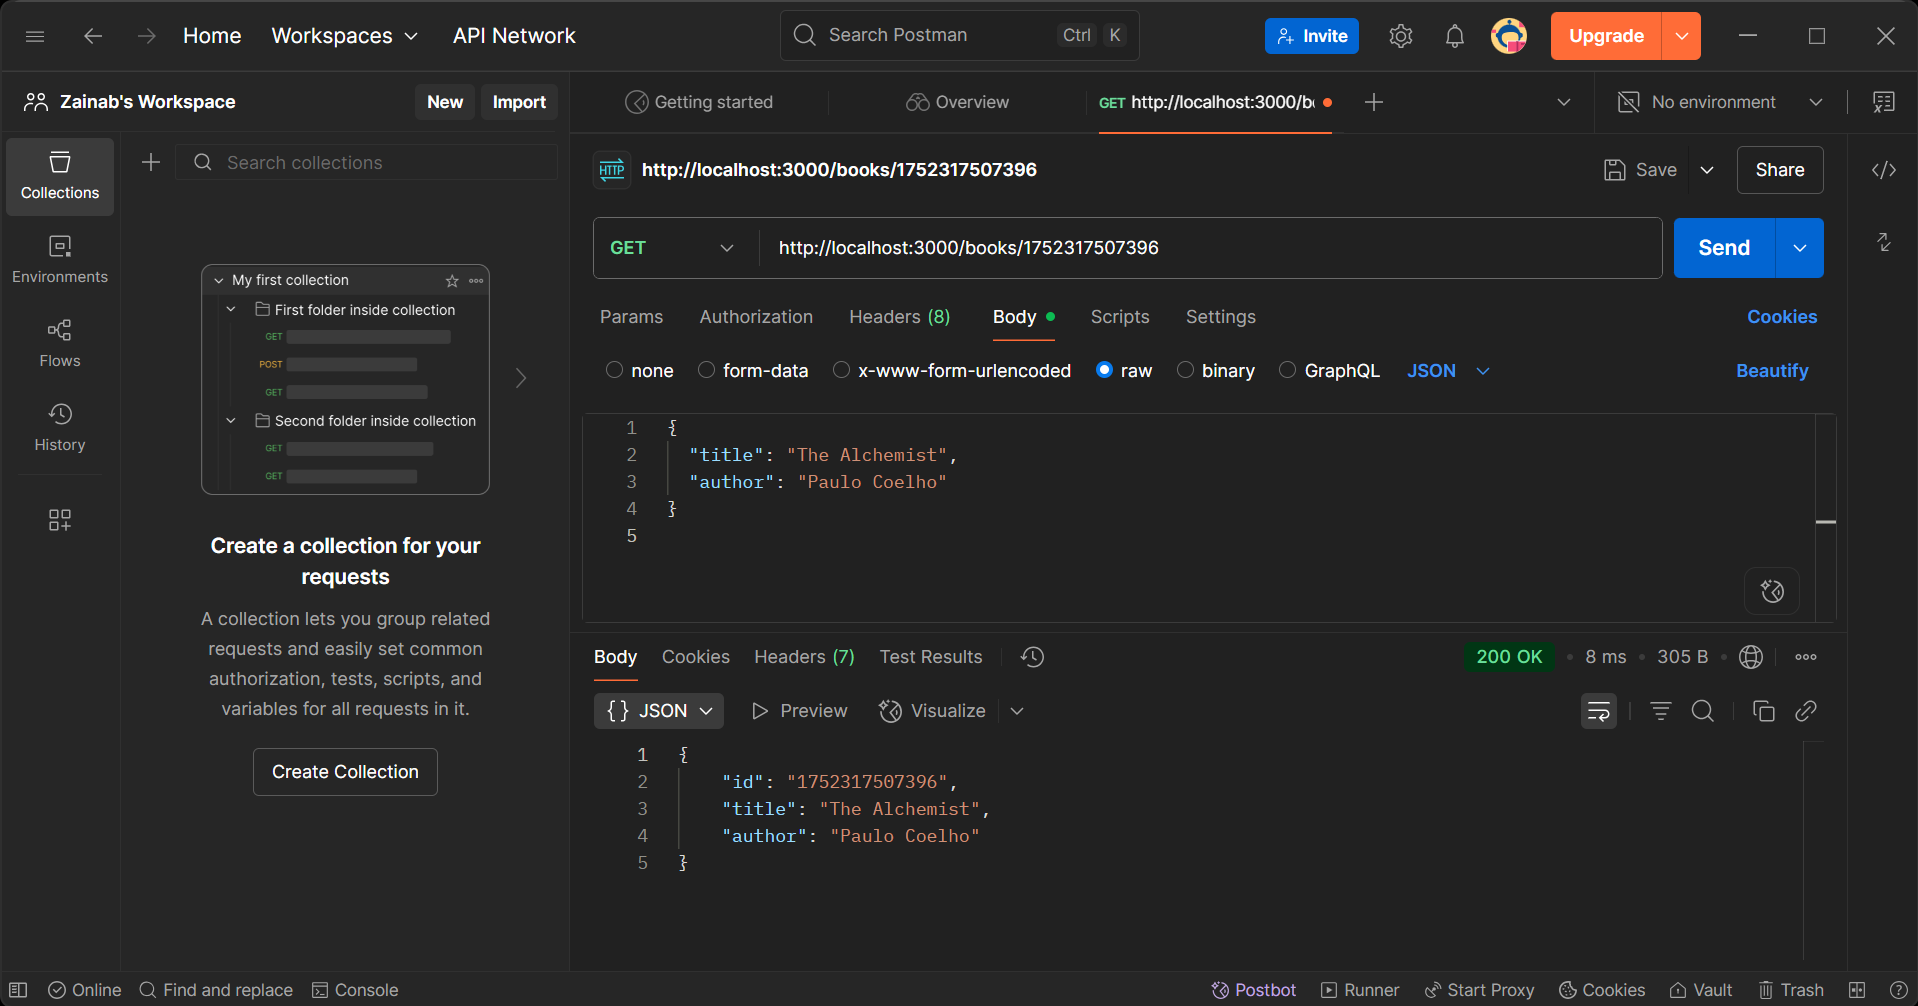 Home Workspaces API Network
Search Postman Ctrl K
Invite
Upgrade
Zainab's Workspace
New Import
Getting started
Overview
GET http://localhost:3000/b
No environment
Collections
Search collections
HTTP http://localhost:3000/books/1752317507396
Save
Share
GET http://localhost:3000/books/1752317507396
Send
Environments
Flows
History
My first collection
First folder inside collection
GET
POST
GET
Second folder inside collection
GET
GET
Create a collection for your
requests
A collection lets you group related
requests and easily set common
authorization, tests, scripts, and
variables for all requests in it.
Create Collection
Params Authorization Headers (8) Body Scripts Settings
Cookies
none form-data x-www-form-urlencoded raw binary GraphQL JSON
Beautify
1 {
2 "title": "The Alchemist",
3 "author": "Paulo Coelho"
4 }
5
Body Cookies Headers (7) Test Results
200 OK • 8 ms • 305 B •
{} JSON Preview Visualize
1 {
2 "id": "1752317507396",
3 "title": "The Alchemist",
4 "author": "Paulo Coelho"
5 }
Online Find and replace Console
Postbot Runner Start Proxy Cookies Vault Trash